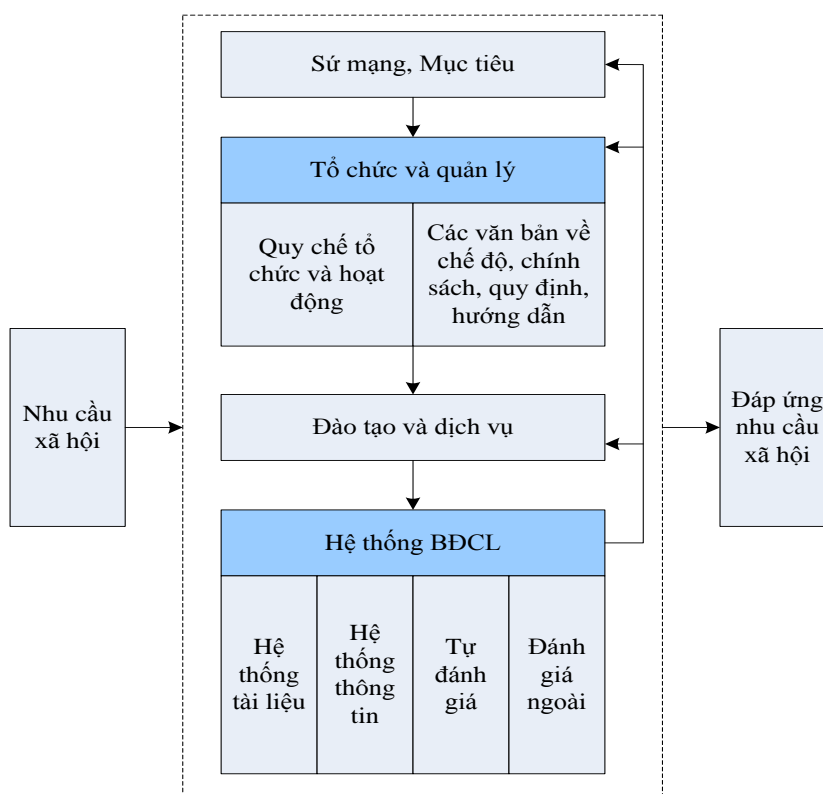 Sứ mạng, Mục tiêu
Tổ chức và quản lý
Quy chế tổ
chức và hoạt
động
Các văn bản về
chế độ, chính
sách, quy định,
hướng dẫn
Nhu cầu
xã hội
Đào tạo và dịch vụ
Đáp ứng
nhu cầu
xã hội
Hệ thống BĐCL
Hệ
thống
tài liệu
Hệ
thống
thông
tin
Tự
đánh
giá
Đánh
giá
ngoài